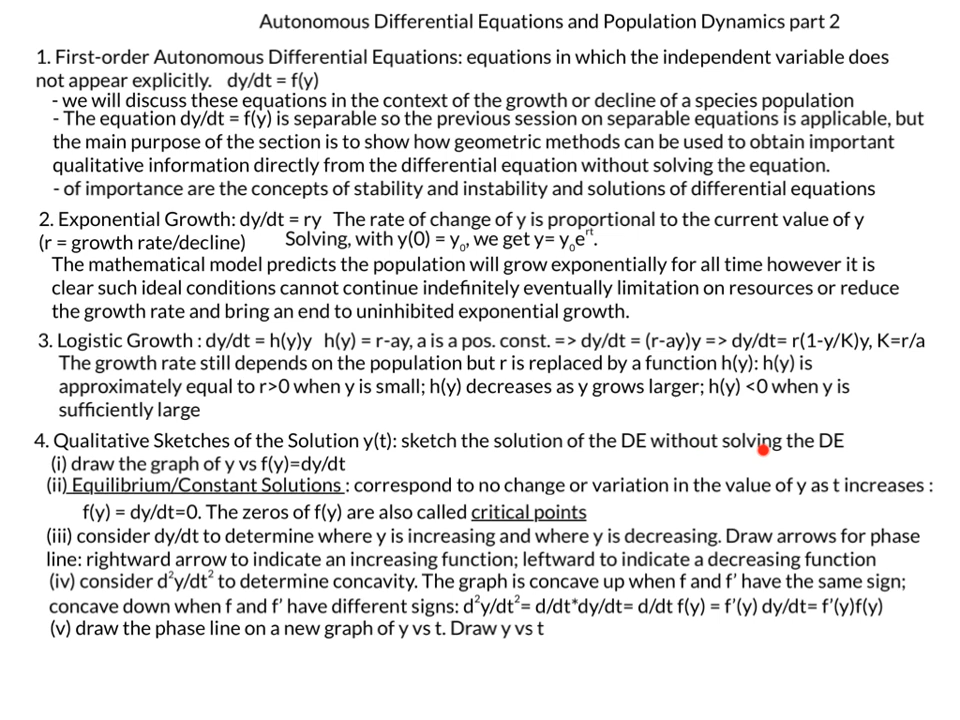 Autonomous Differential Equations and Population Dynamics part 2
1. First-order Autonomous Differential Equations: equations in which the independent variable does
not appear explicitly. dy/dt = f(y)
- we will discuss these equations in the context of the growth or decline of a species population
- The equation dy/dt = f(y) is separable so the previous session on separable equations is applicable, but
the main purpose of the section is to show how geometric methods can be used to obtain important
qualitative information directly from the differential equation without solving the equation.
- of importance are the concepts of stability and instability and solutions of differential equations
2. Exponential Growth: dy/dt = ry The rate of change of y is proportional to the current value of y
(r = growth rate/decline) Solving, with y(0) = y₀, we get y= y₀eʳᵗ.
The mathematical model predicts the population will grow exponentially for all time however it is
clear such ideal conditions cannot continue indefinitely eventually limitation on resources or reduce
the growth rate and bring an end to uninhibited exponential growth.
3. Logistic Growth : dy/dt = h(y)y h(y) = r-ay, a is a pos. const. => dy/dt = (r-ay)y => dy/dt= r(1-y/K)y, K=r/a
The growth rate still depends on the population but r is replaced by a function h(y): h(y) is
approximately equal to r>0 when y is small; h(y) decreases as y grows larger; h(y) <0 when y is
sufficiently large
4. Qualitative Sketches of the Solution y(t): sketch the solution of the DE without solving the DE
(i) draw the graph of y vs f(y)=dy/dt
(ii) Equilibrium/Constant Solutions : correspond to no change or variation in the value of y as t increases :
f(y) = dy/dt=0. The zeros of f(y) are also called critical points
(iii) consider dy/dt to determine where y is increasing and where y is decreasing. Draw arrows for phase
line: rightward arrow to indicate an increasing function; leftward to indicate a decreasing function
(iv) consider d²y/dt² to determine concavity. The graph is concave up when f and f' have the same sign;
concave down when f and f' have different signs: d²y/dt²= d/dt*dy/dt= d/dt f(y) = f'(y) dy/dt= f'(y)f(y)
(v) draw the phase line on a new graph of y vs t. Draw y vs t